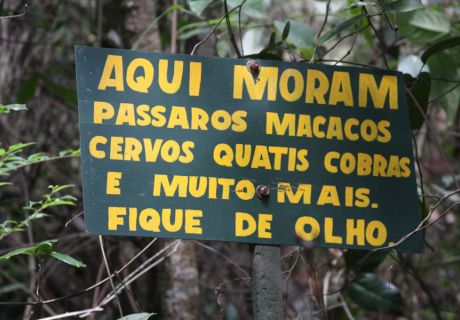 AQUI MORAM
PASSAROS MACACOS
CERVOS QUATIS COBRAS
E MUITO MAIS.
FIQUE DE OLHO